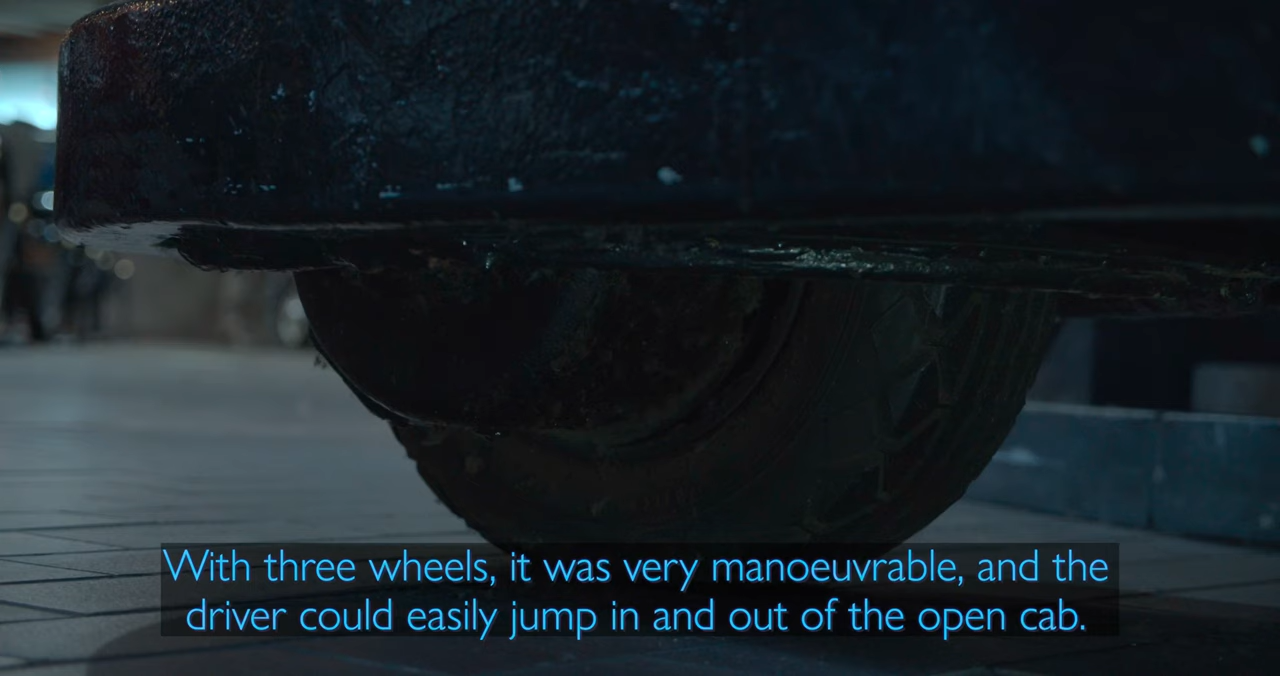 With three wheels, it was very manoeuvrable, and the
driver could easily jump in and out of the open cab.